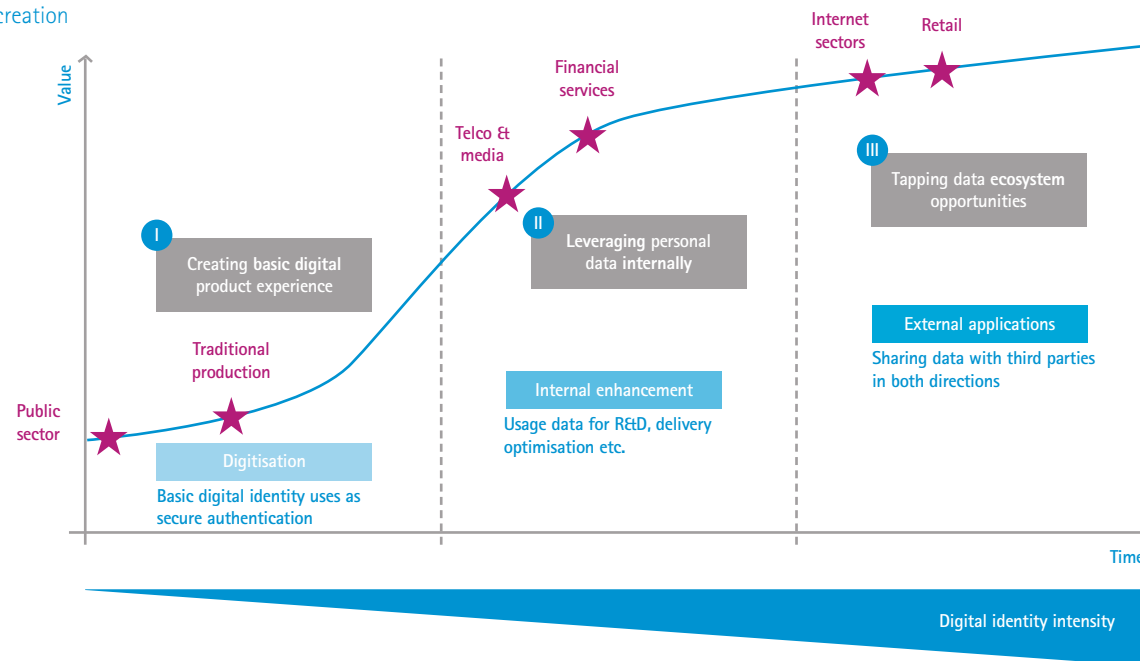 creation
Value
Internet
sectors
Retail
Financial
services
Telco &
media
III
Tapping data ecosystem
opportunities
II
Leveraging personal
data internally
I
Creating basic digital
product experience
External applications
Sharing data with third parties
in both directions
Traditional
production
Internal enhancement
Usage data for R&D, delivery
optimisation etc.
Public
sector
Digitisation
Basic digital identity uses as
secure authentication
Time
Digital identity intensity